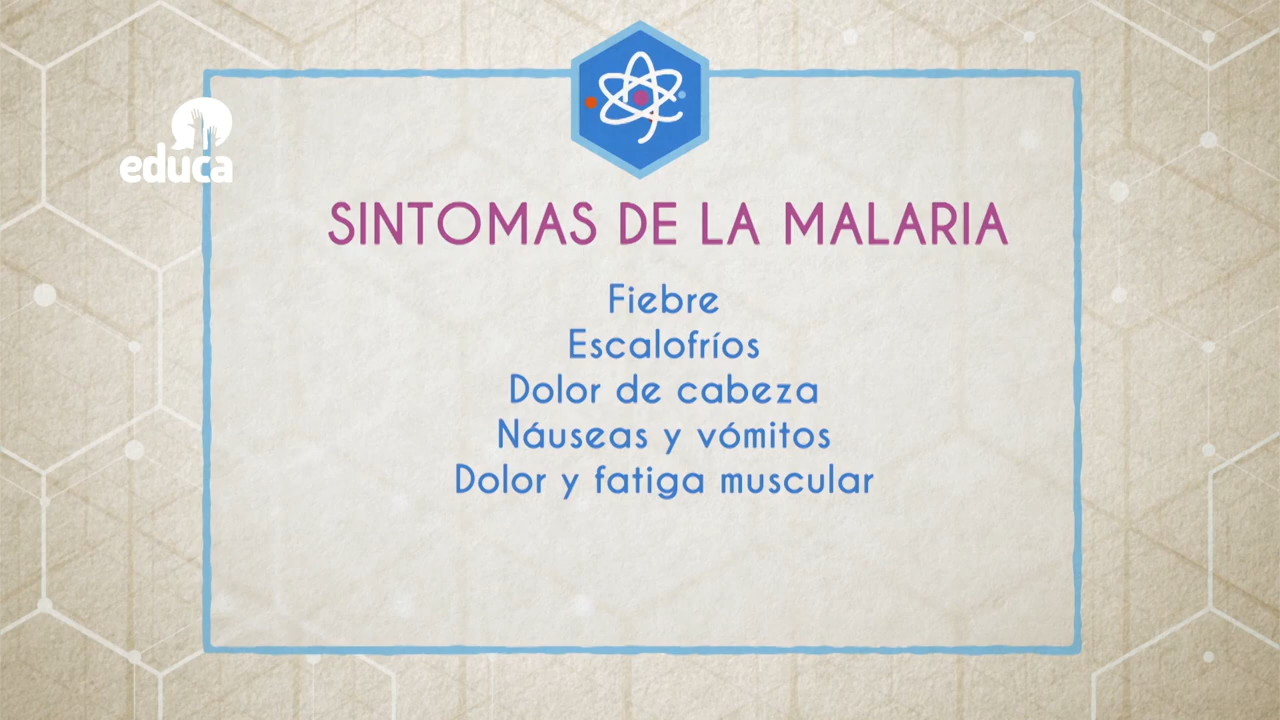 educa
SINTOMAS DE LA MALARIA
Fiebre
Escalofríos
Dolor de cabeza
Náuseas y vómitos
Dolor y fatiga muscular